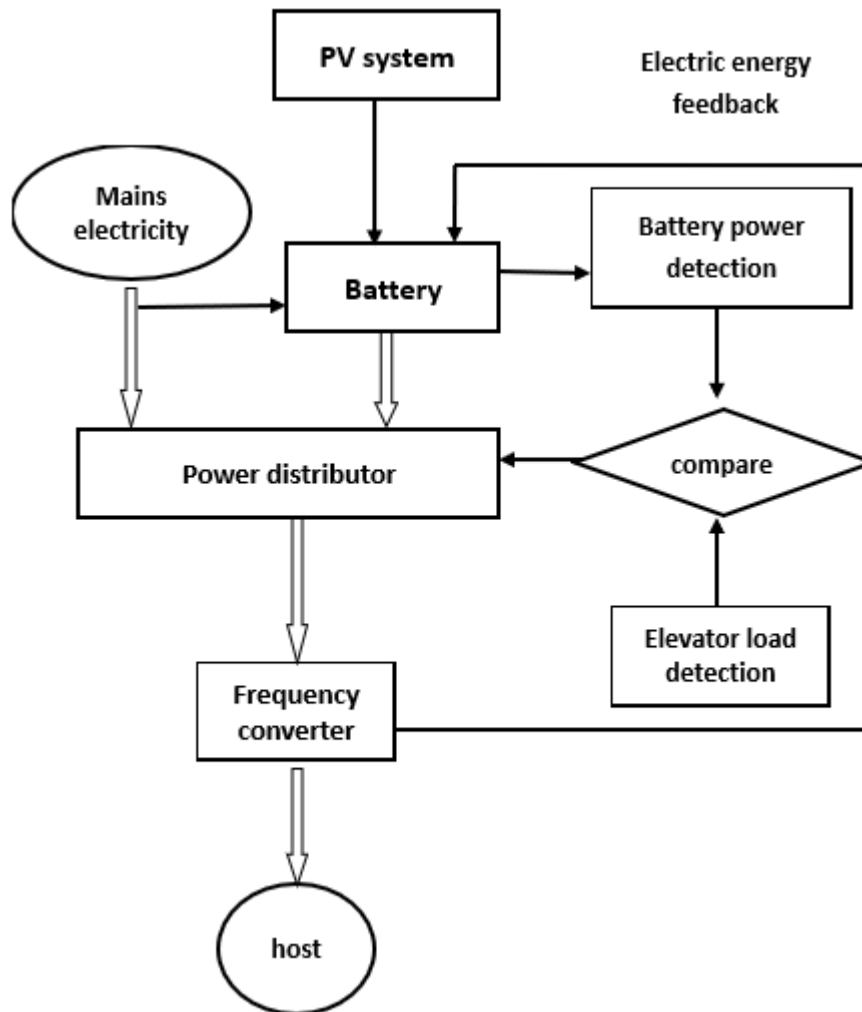 PV system
Electric energy
feedback
Mains
electricity
Battery power
detection
Battery
Power distributor
compare
Elevator load
detection
Frequency
converter
host